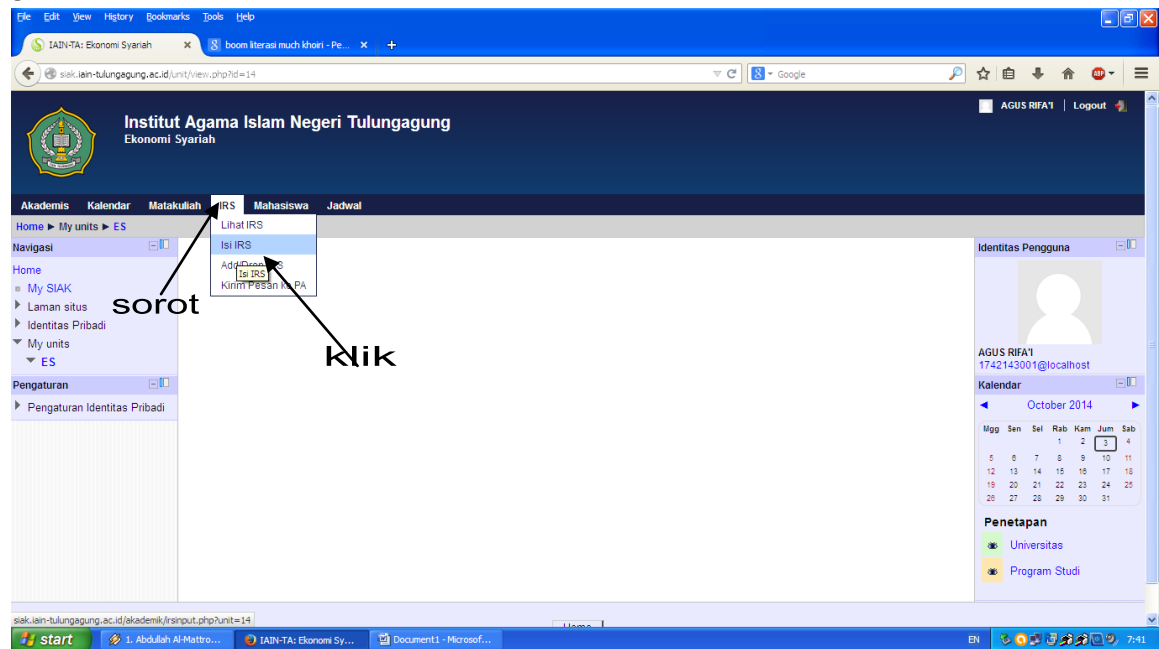 File Edit View History Bookmarks Tools Help
IAIN-TA: Ekonomi Syariah
boom literasi much khoiri - Pe...
siak.iain-tulungagung.ac.id/unit/view.php?id=14
Google
AGUS RIFA'I | Logout
Institut Agama Islam Negeri Tulungagung
Ekonomi Syariah
Akademis Kalendar Matakuliah IRS Mahasiswa Jadwal
Home ► My units ► ES
Lihat IRS
Isi IRS
Isi IRS
Kirim Pesan ke PA
Navigasi
Home
My SIAK
Laman situs
Identitas Pribadi
My units
ES
Pengaturan
Pengaturan Identitas Pribadi
sorot
klik
Identitas Pengguna
AGUS RIFA'I
1742143001@localhost
Kalendar
◄ October 2014 ►
Mgg Sen Sel Rab Kam Jum Sab
1 2 3 4
5 6 7 8 9 10 11
12 13 14 15 16 17 18
19 20 21 22 23 24 25
26 27 28 29 30 31
Penetapan
Universitas
Program Studi
siak.iain-tulungagung.ac.id/akademik/irsinput.php?unit=14
start
1. Abdullah Al-Mattro...
IAIN-TA: Ekonomi Sy...
Document1 - Microsof...
EN
7:41